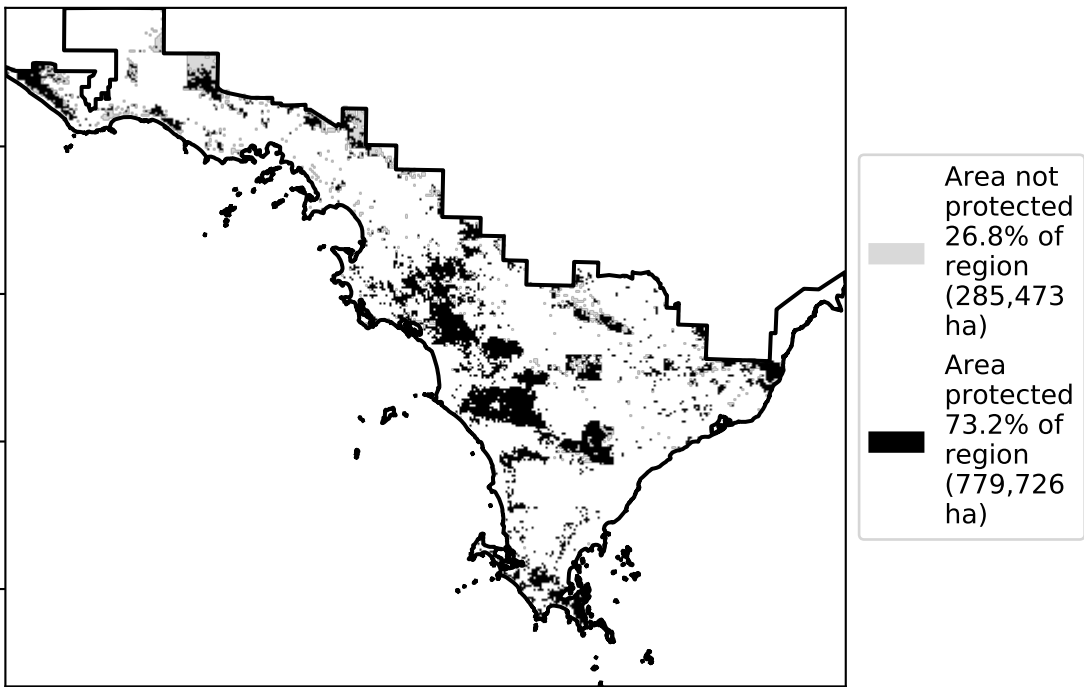 Area not
protected
26.8% of
region
(285,473
ha)
Area
protected
73.2% of
region
(779,726
ha)